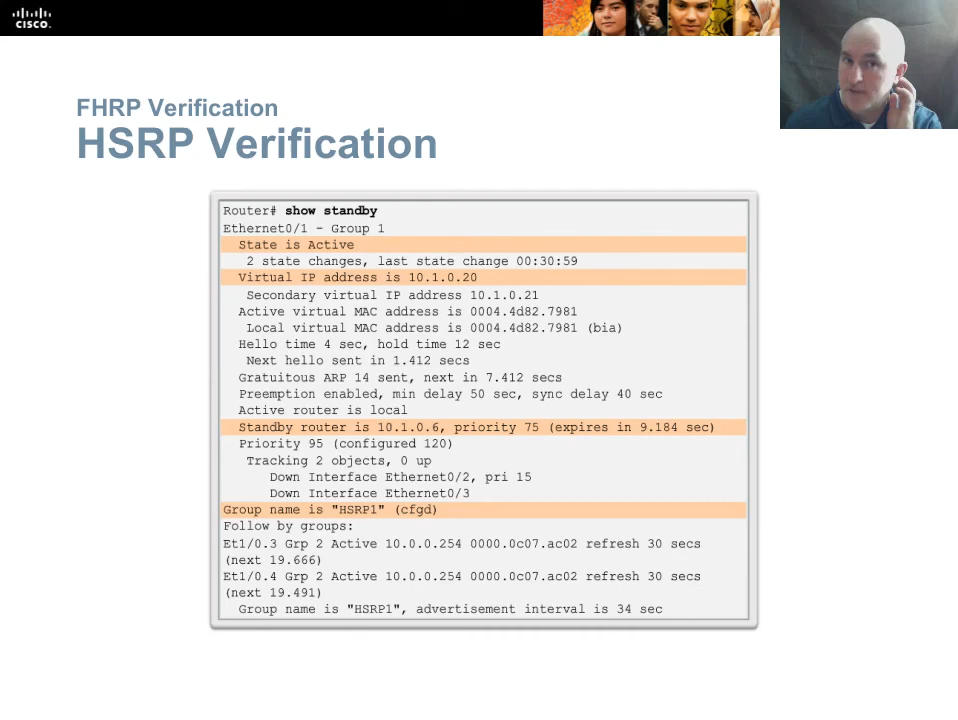 cisco.
FHRP Verification
HSRP Verification
Router# show standby
Ethernet0/1 - Group 1
State is Active
2 state changes, last state change 00:30:59
Virtual IP address is 10.1.0.20
Secondary virtual IP address 10.1.0.21
Active virtual MAC address is 0004.4d82.7981
Local virtual MAC address is 0004.4d82.7981 (bia)
Hello time 4 sec, hold time 12 sec
Next hello sent in 1.412 secs
Gratuitous ARP 14 sent, next in 7.412 secs
Preemption enabled, min delay 50 sec, sync delay 40 sec
Active router is local
Standby router is 10.1.0.6, priority 75 (expires in 9.184 sec)
Priority 95 (configured 120)
Tracking 2 objects, 0 up
Down Interface Ethernet0/2, pri 15
Down Interface Ethernet0/3
Group name is "HSRP1" (cfgd)
Follow by groups:
Et1/0.3 Grp 2 Active 10.0.0.254 0000.0c07.ac02 refresh 30 secs
(next 19.666)
Et1/0.4 Grp 2 Active 10.0.0.254 0000.0c07.ac02 refresh 30 secs
(next 19.491)
Group name is "HSRP1", advertisement interval is 34 sec